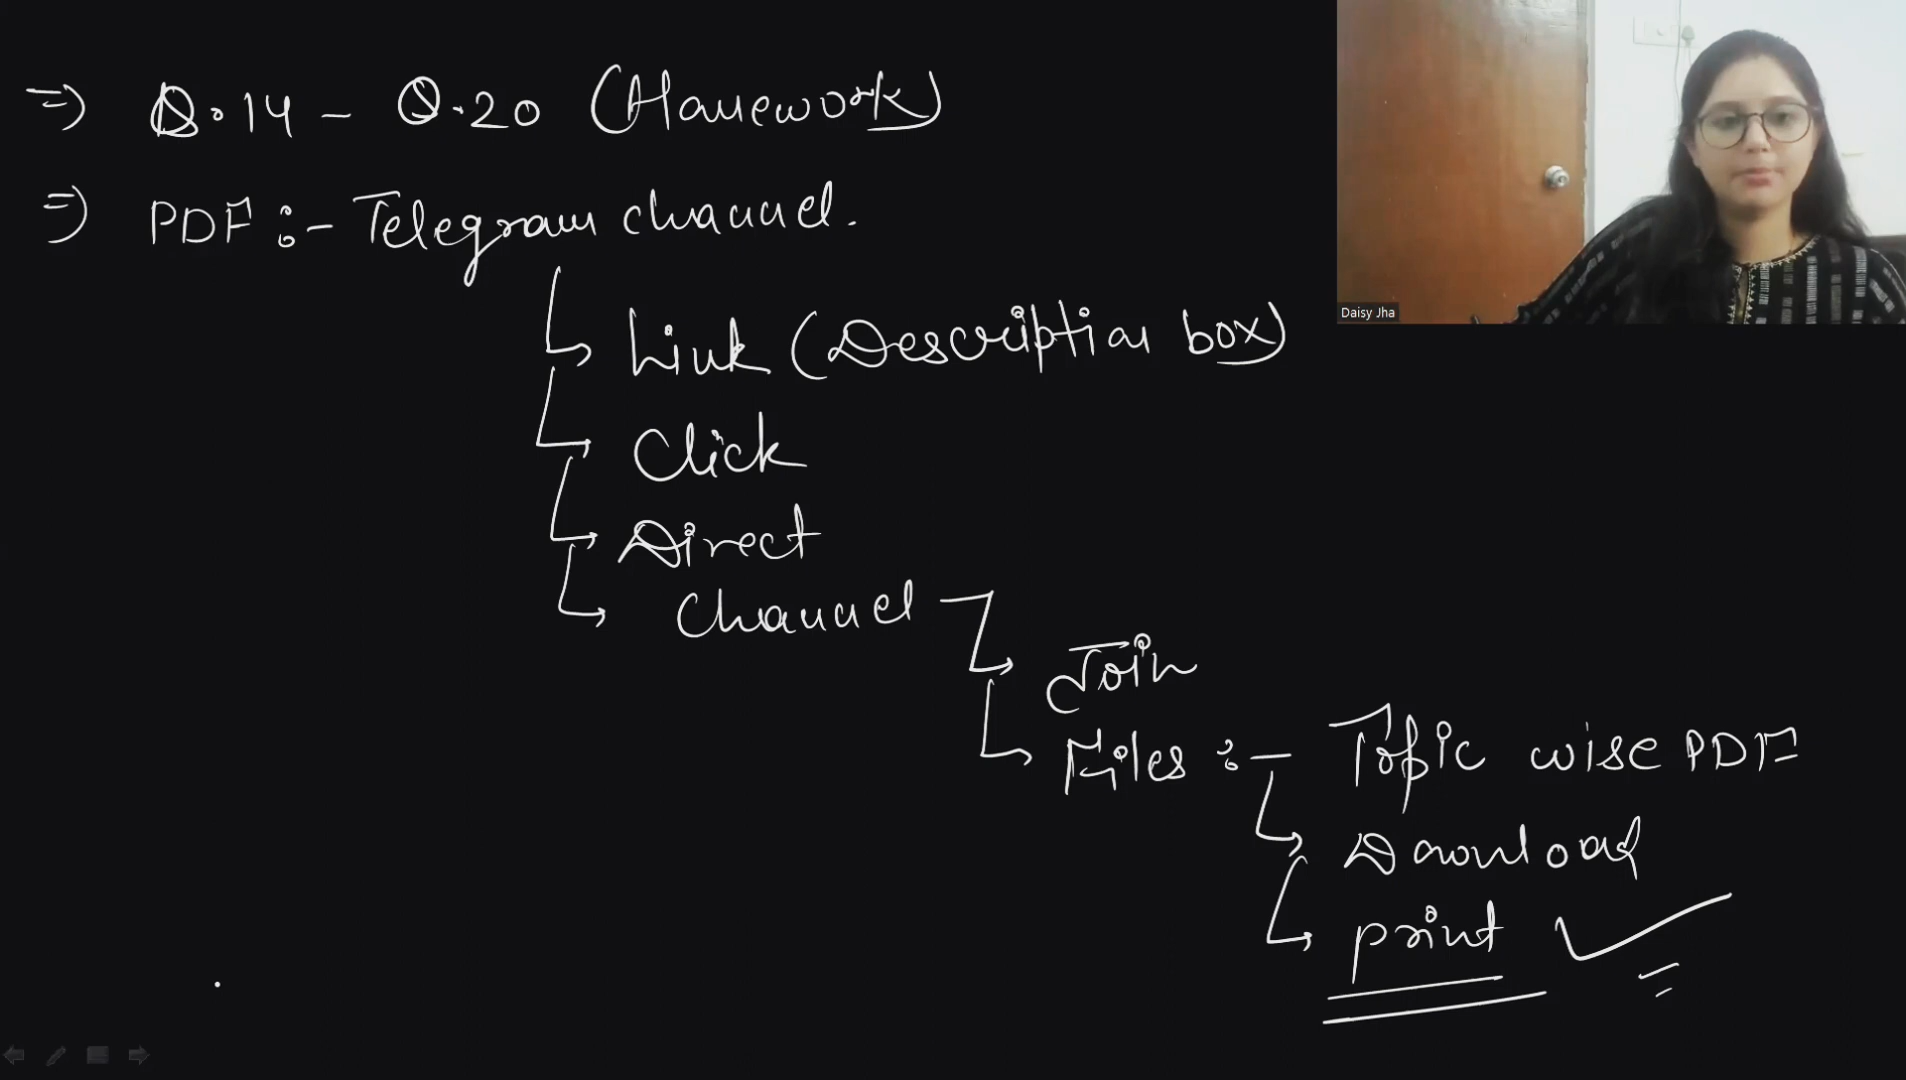 => Q.14 - Q.20 (Homework)
=> PDF :- Telegram channel.
Link (Description box)
Click
Direct
Channel
Join
Files :- Topic wise PDF
Download
print
Daisy Jha